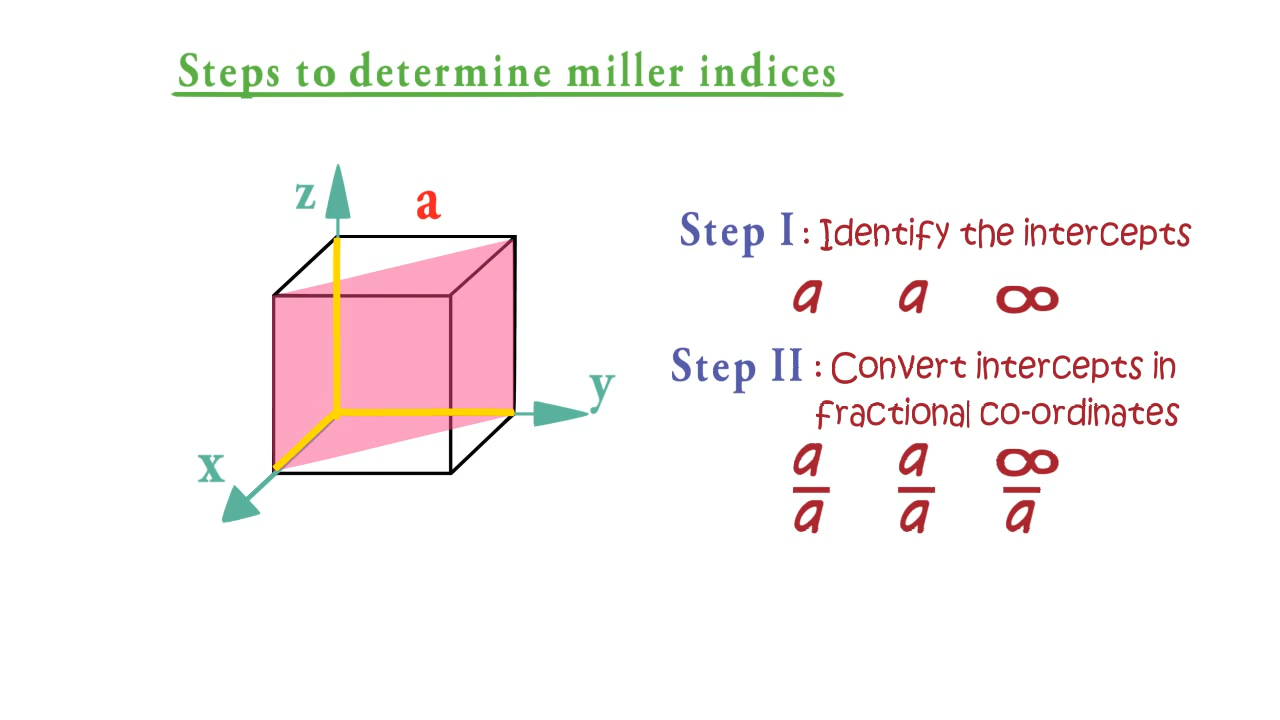 Steps to determine miller indices
z
a
y
x
Step I : Identify the intercepts
a a ∞
Step II : Convert intercepts in
fractional co-ordinates
a a ∞
a a a